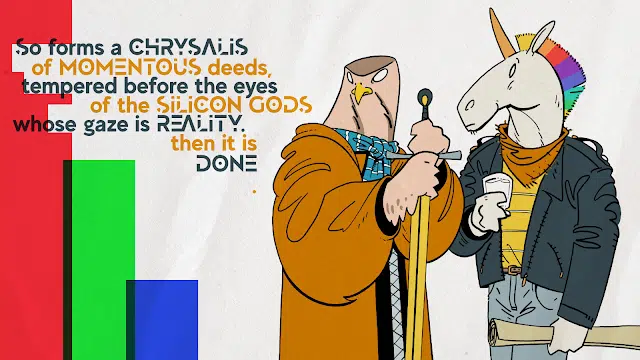 So forms a CHRYSALIS
of MOMENTOUS deeds,
tempered before the eyes
of the SILICON GODS
whose gaze is REALITY.
then it is
DONE
.